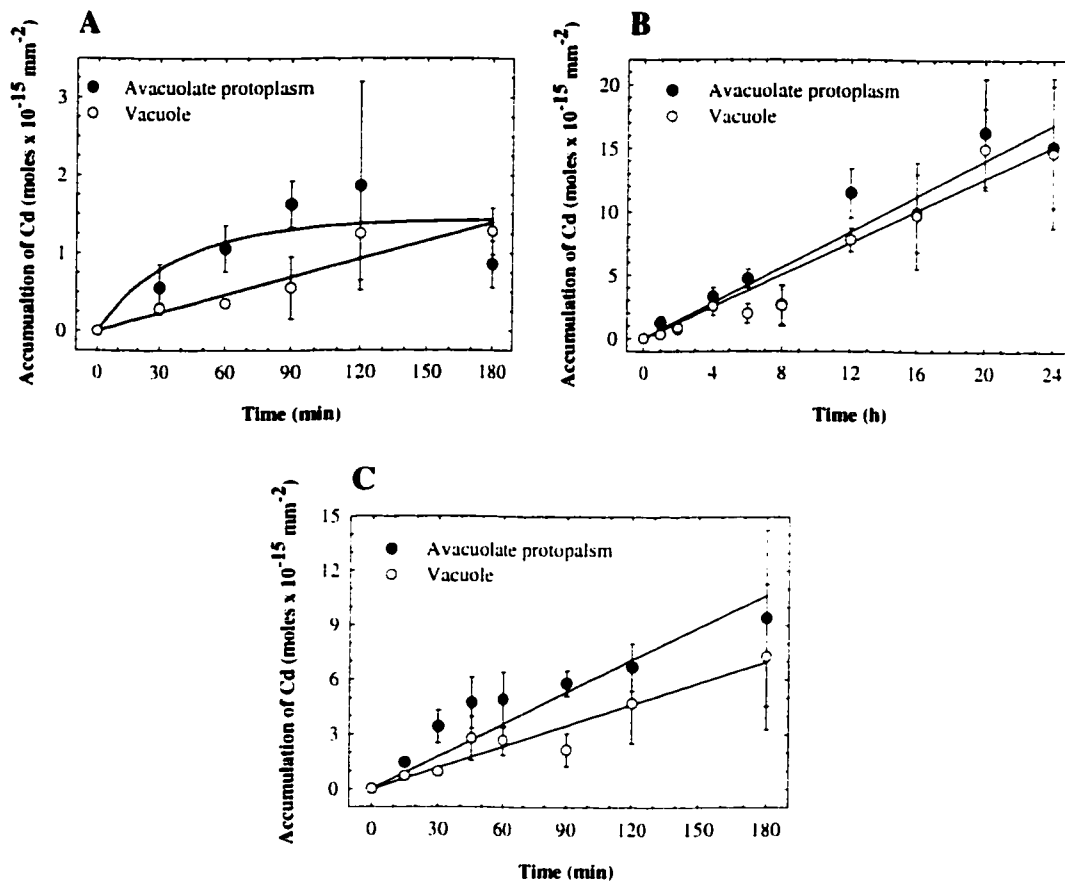 A
Accumualtion of Cd (moles x 10-15 mm-2)
3
2
1
0
Avacuolate protoplasm
Vacuole
0 30 60 90 120 150 180
Time (min)
B
Accumulation of Cd (moles x 10-15 mm-2)
20
15
10
5
0
Avacuolate protoplasm
Vacuole
0 4 8 12 16 20 24
Time (h)
C
Accumulation of Cd (moles x 10-15 mm-2)
15
12
9
6
3
0
Avacuolate protopalsm
Vacuole
0 30 60 90 120 150 180
Time (min)